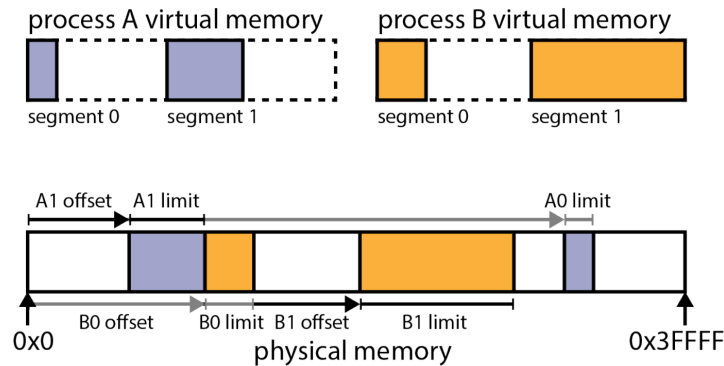 process A virtual memory
process B virtual memory
segment 0
segment 1
segment 0
segment 1
A1 offset
A1 limit
A0 limit
B0 offset
B0 limit
B1 offset
B1 limit
0x0
physical memory
0x3FFFF